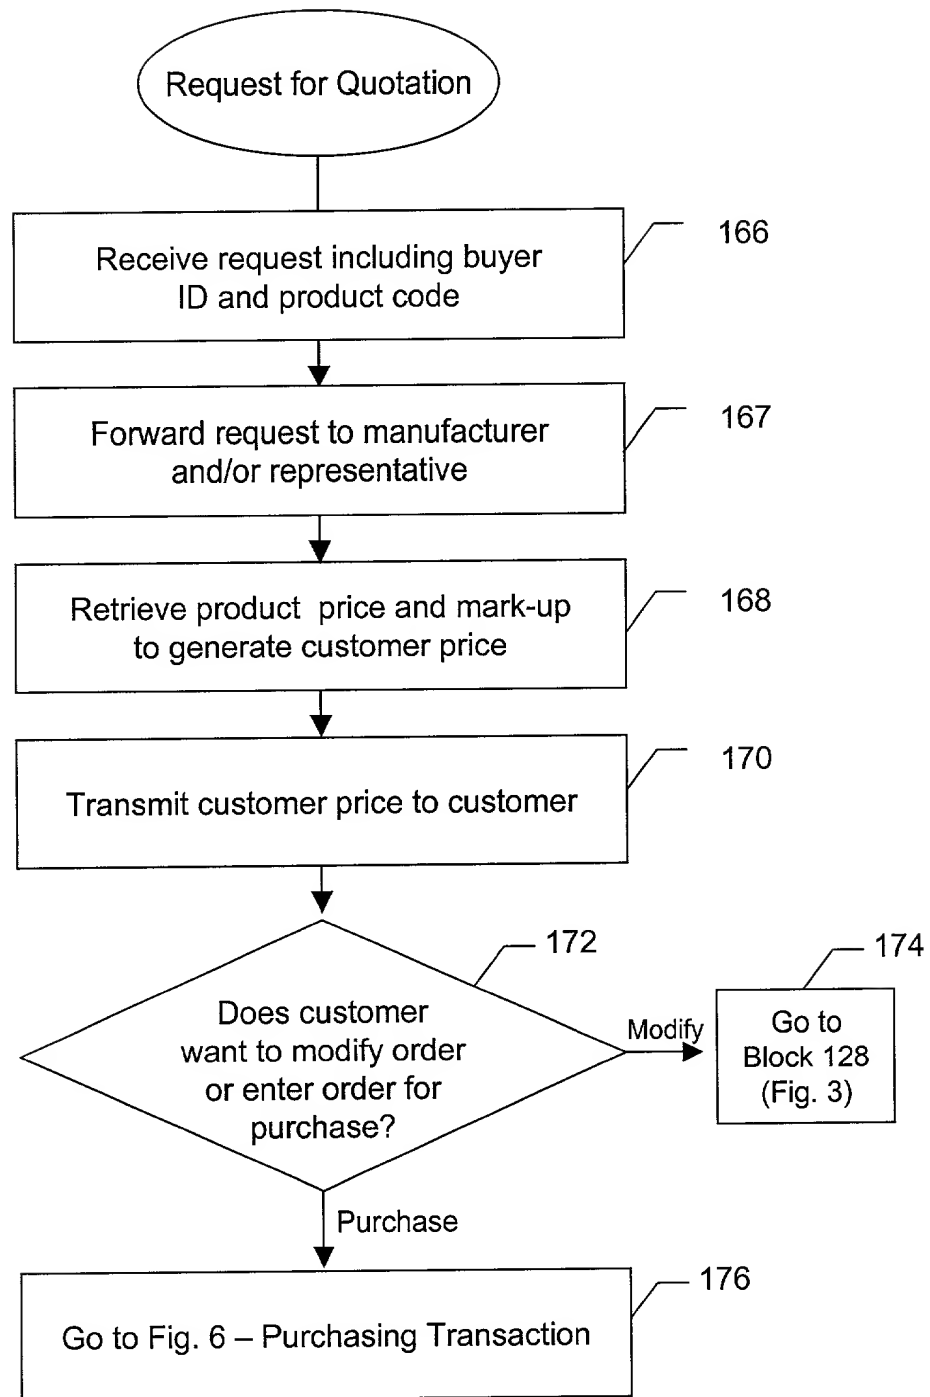 Request for Quotation
166
Receive request including buyer
ID and product code
167
Forward request to manufacturer
and/or representative
168
Retrieve product price and mark-up
to generate customer price
170
Transmit customer price to customer
172
174
Does customer
want to modify order
or enter order for
purchase?
Modify
Go to
Block 128
(Fig. 3)
Purchase
176
Go to Fig. 6 – Purchasing Transaction